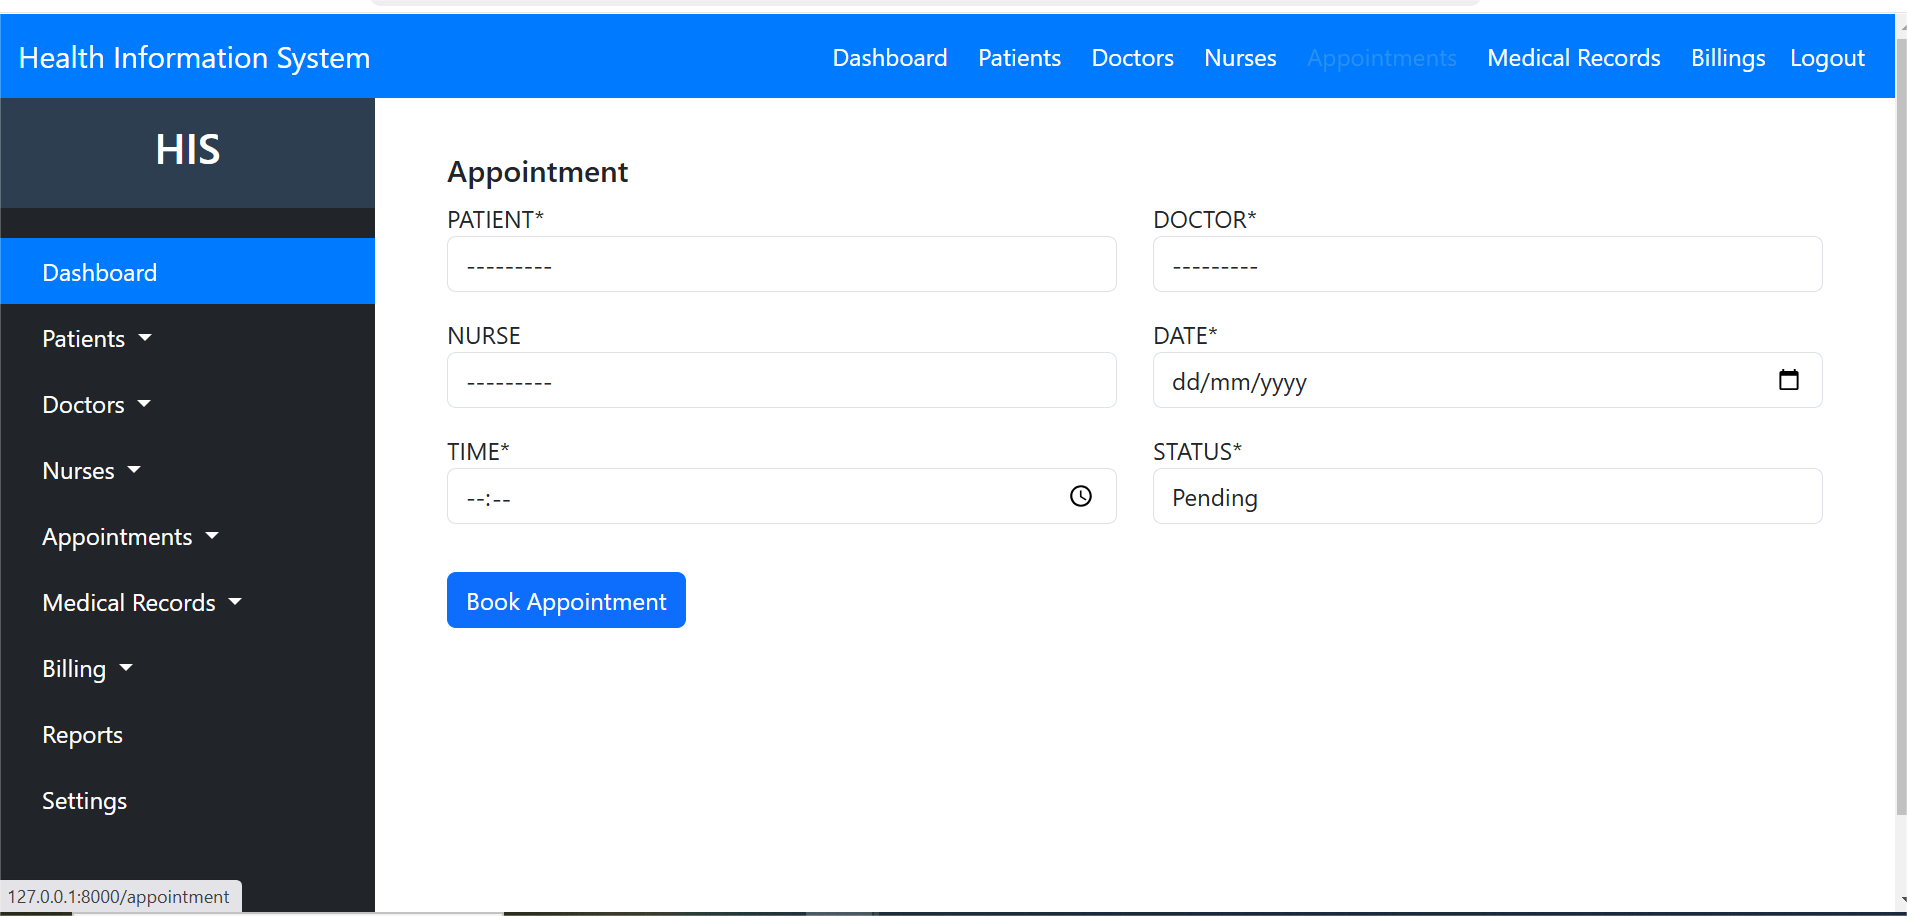 Health Information System
Dashboard Patients Doctors Nurses Appointments Medical Records Billings Logout
HIS
Dashboard
Patients
Doctors
Nurses
Appointments
Medical Records
Billing
Reports
Settings
Appointment
PATIENT* DOCTOR*
--------- ---------
NURSE DATE*
--------- dd/mm/yyyy
TIME* STATUS*
--:-- Pending
Book Appointment
127.0.0.1:8000/appointment